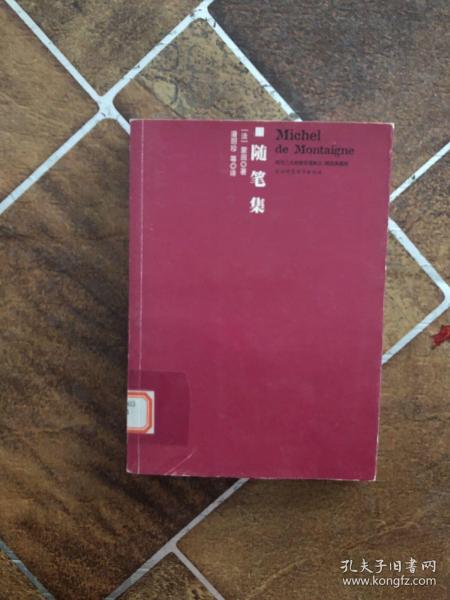 Michel
de Montaigne
随笔集
[法] 蒙田◎著
潘丽珍 等◎译
孔夫子旧书网
www.kongfz.com